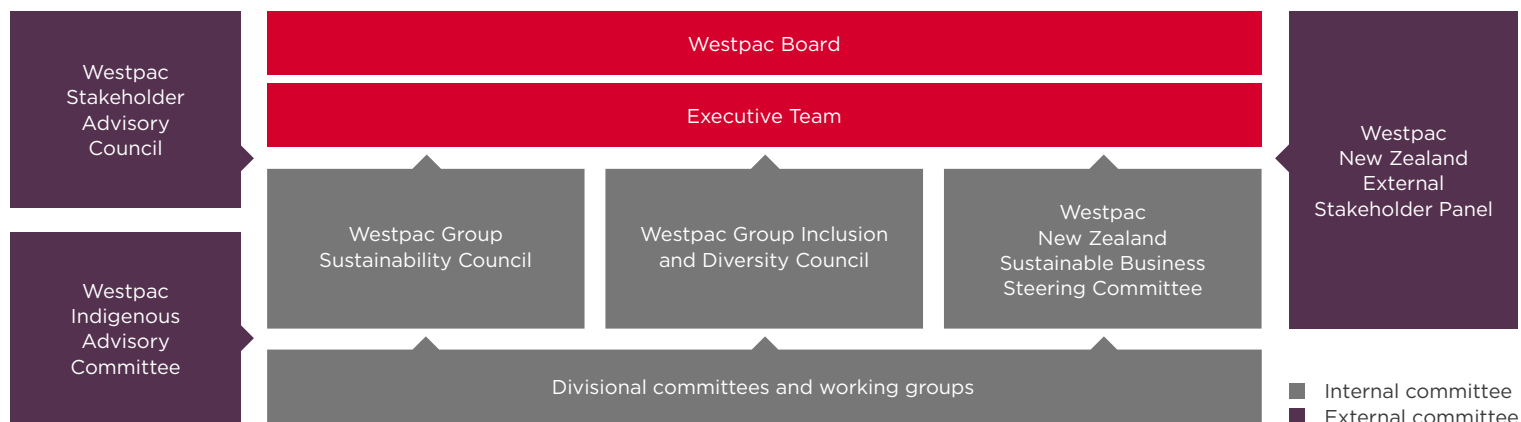 Westpac
Stakeholder
Advisory
Council
Westpac
Indigenous
Advisory
Committee
Westpac Board
Executive Team
Westpac Group
Sustainability Council
Westpac Group Inclusion
and Diversity Council
Westpac
New Zealand
Sustainable Business
Steering Committee
Divisional committees and working groups
Westpac
New Zealand
External
Stakeholder Panel
Internal committee
External committee